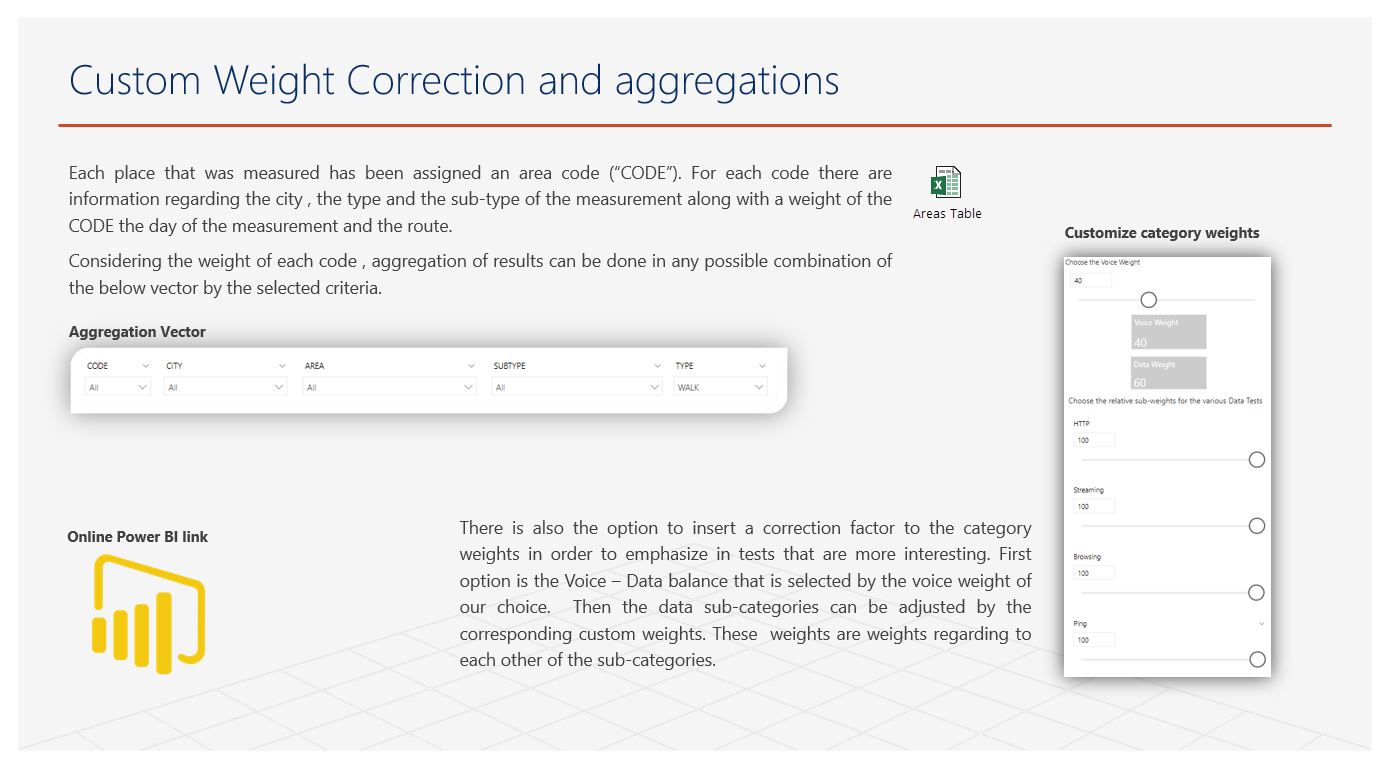 Custom Weight Correction and aggregations
Each place that was measured has been assigned an area code (“CODE”). For each code there are
information regarding the city , the type and the sub-type of the measurement along with a weight of the
CODE the day of the measurement and the route.
Considering the weight of each code , aggregation of results can be done in any possible combination of
the below vector by the selected criteria.
Areas Table
Aggregation Vector
CODE CITY AREA SUBTYPE TYPE
All All All All WALK
Customize category weights
Choose the Voice Weight
40
Voice Weight
40
Data Weight
60
Choose the relative sub-weights for the various Data Tests
HTTP
100
Streaming
100
Browsing
100
Ping
100
Online Power BI link
There is also the option to insert a correction factor to the category
weights in order to emphasize in tests that are more interesting. First
option is the Voice – Data balance that is selected by the voice weight of
our choice.  Then the data sub-categories can be adjusted by the
corresponding custom weights. These  weights are weights regarding to
each other of the sub-categories.